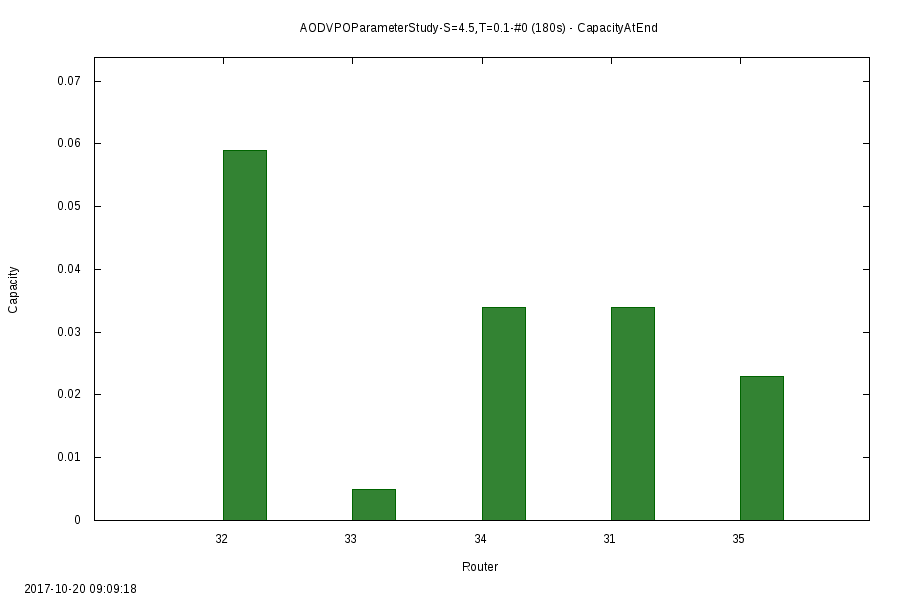 AODVPOParameterStudy-S=4.5,T=0.1-#0 (180s) - CapacityAtEnd
0.07
0.06
0.05
0.04
0.03
0.02
0.01
0
Capacity
32 33 34 31 35
Router
2017-10-20 09:09:18